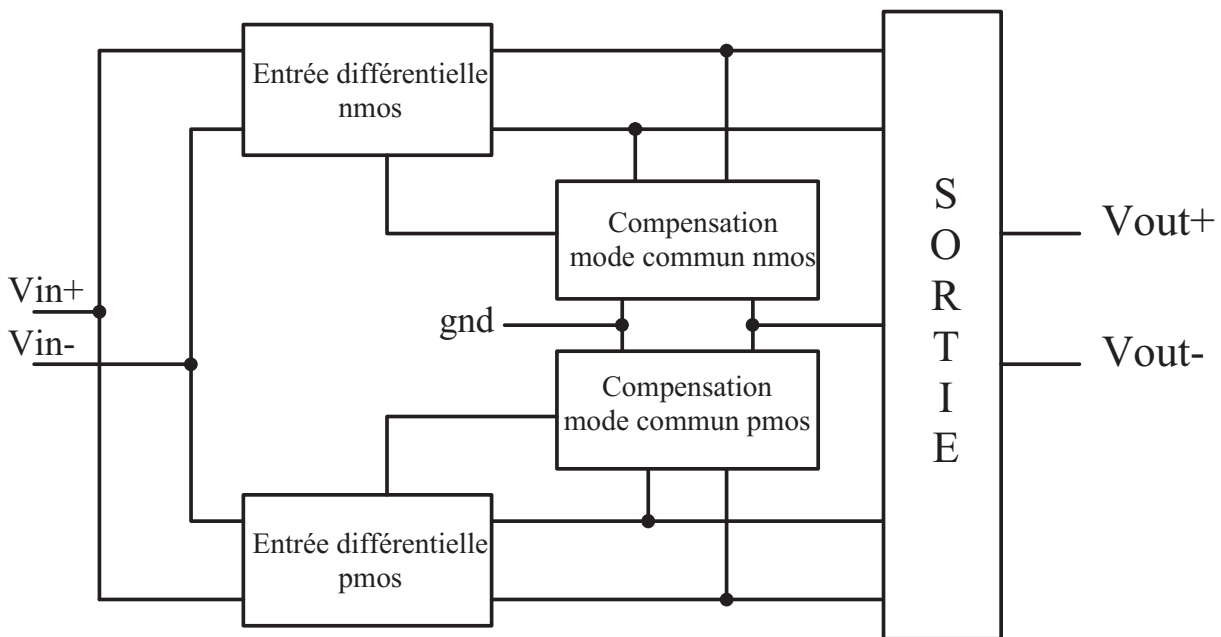 Entrée différentielle
nmos
Compensation
mode commun nmos
Vin+
Vin-
gnd
Compensation
mode commun pmos
Entrée différentielle
pmos
S
O
R
T
I
E
Vout+
Vout-